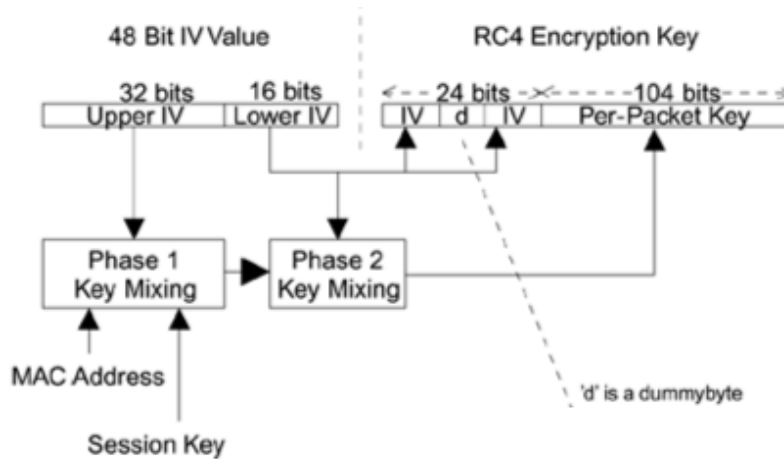 48 Bit IV Value
RC4 Encryption Key
32 bits
16 bits
24 bits
104 bits
Upper IV
Lower IV
IV
d
IV
Per-Packet Key
Phase 1
Key Mixing
Phase 2
Key Mixing
MAC Address
'd' is a dummybyte
Session Key